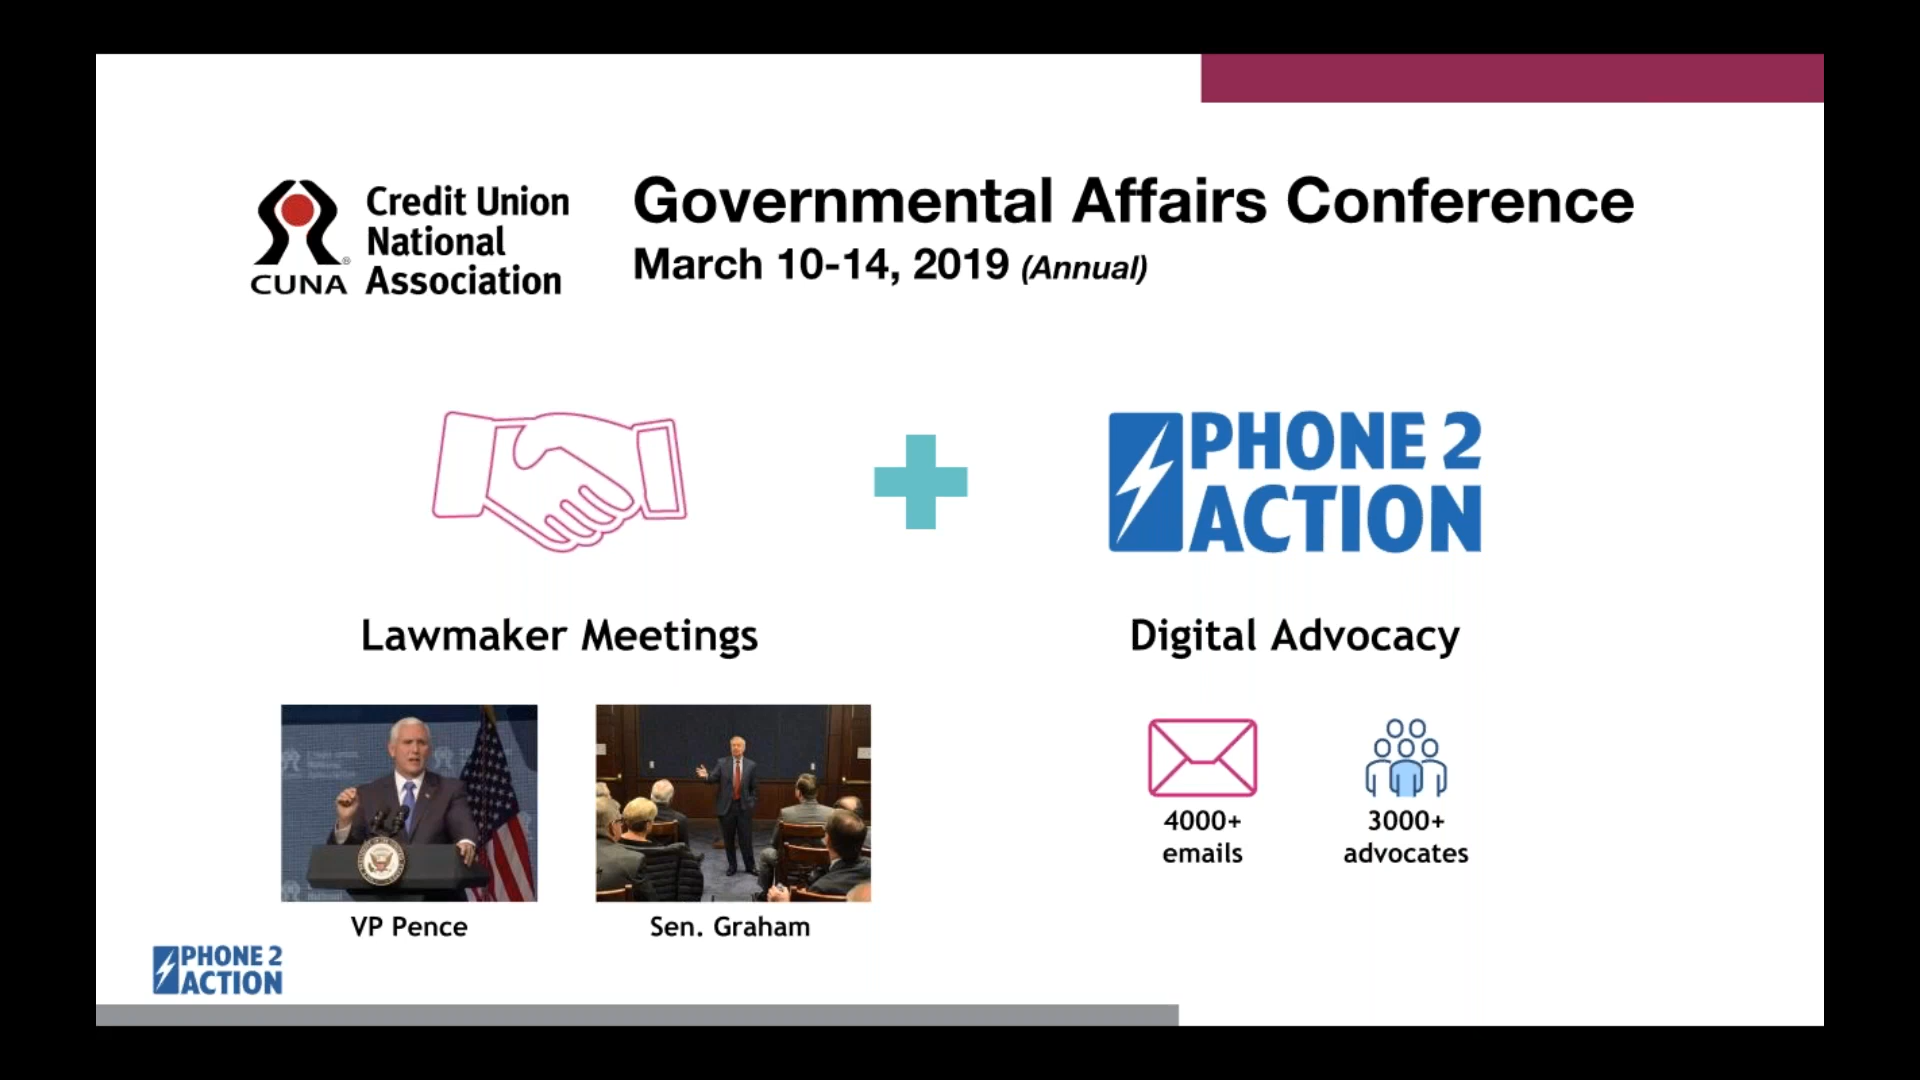 Credit Union
National
Association
CUNA
Governmental Affairs Conference
March 10-14, 2019 (Annual)
PHONE 2
ACTION
Lawmaker Meetings
Digital Advocacy
4000+
emails
3000+
advocates
VP Pence
Sen. Graham
PHONE 2
ACTION